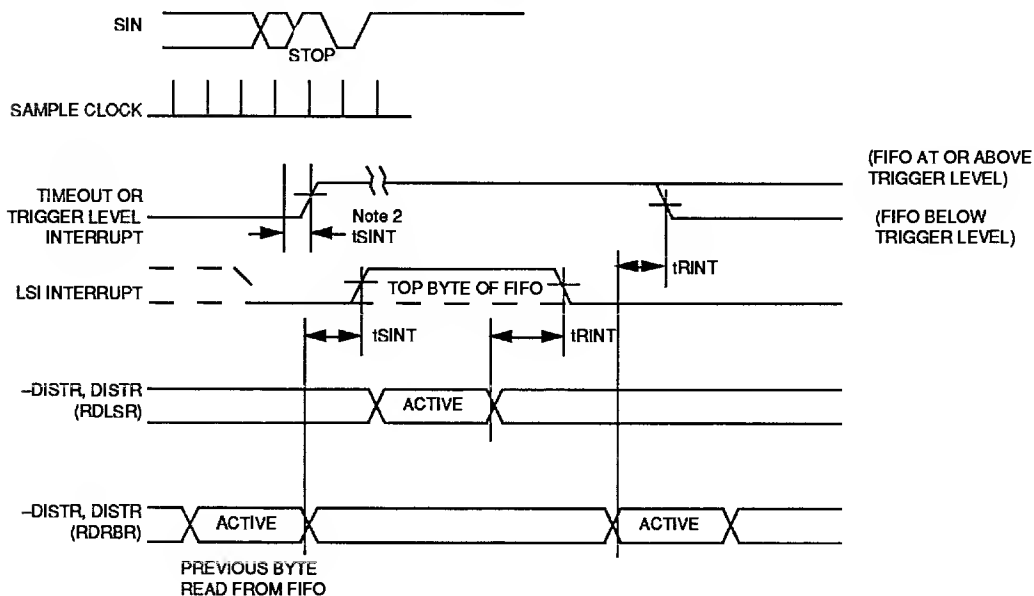 SIN
STOP
SAMPLE CLOCK
(FIFO AT OR ABOVE
TRIGGER LEVEL)
TIMEOUT OR
TRIGGER LEVEL
INTERRUPT
Note 2
tSINT
(FIFO BELOW
TRIGGER LEVEL)
tRINT
LSI INTERRUPT
TOP BYTE OF FIFO
tSINT
tRINT
–DISTR, DISTR
(RDLSR)
ACTIVE
–DISTR, DISTR
(RDRBR)
ACTIVE
ACTIVE
PREVIOUS BYTE
READ FROM FIFO